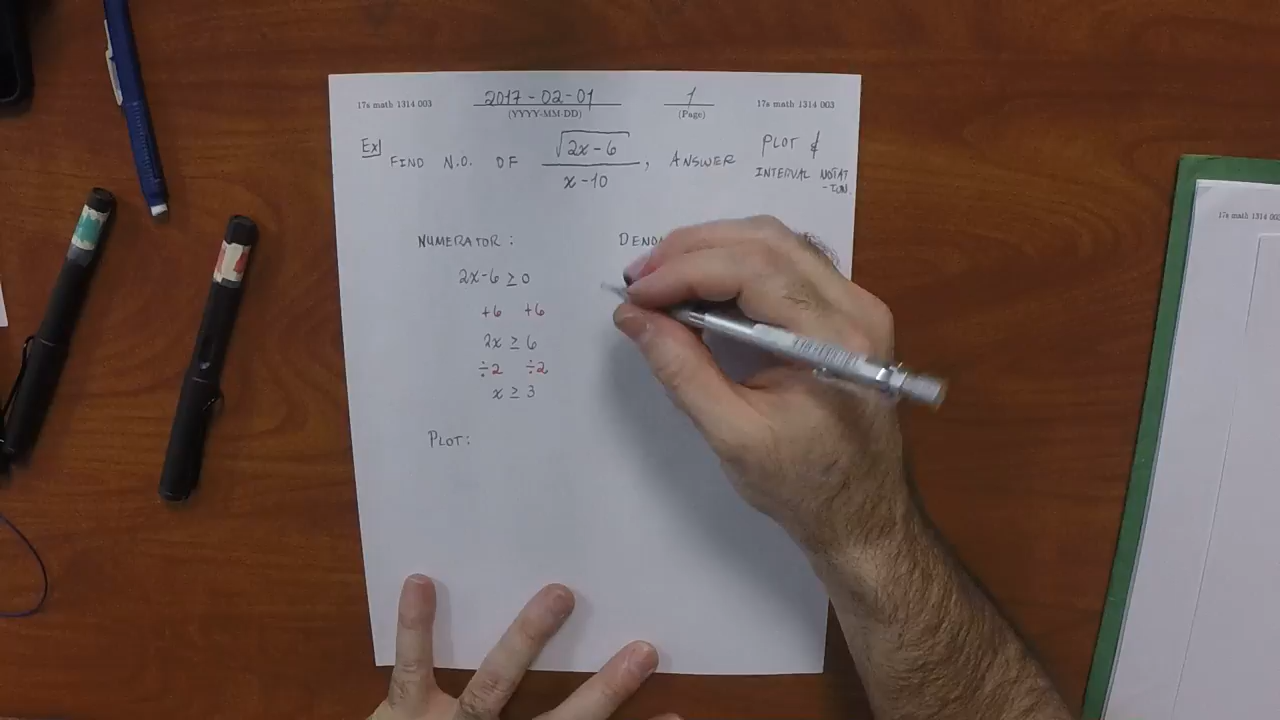 17s math 1314 003 2017-02-01 1 17s math 1314 003
(YYYY-MM-DD) (Page)
Ex) FIND N.D. OF √(2x-6) / (x-10), ANSWER PLOT &
INTERVAL NOTAT
-ION.
NUMERATOR:
2x-6 ≥ 0
+6 +6
2x ≥ 6
÷2 ÷2
x ≥ 3
PLOT:
17s math 1314 003